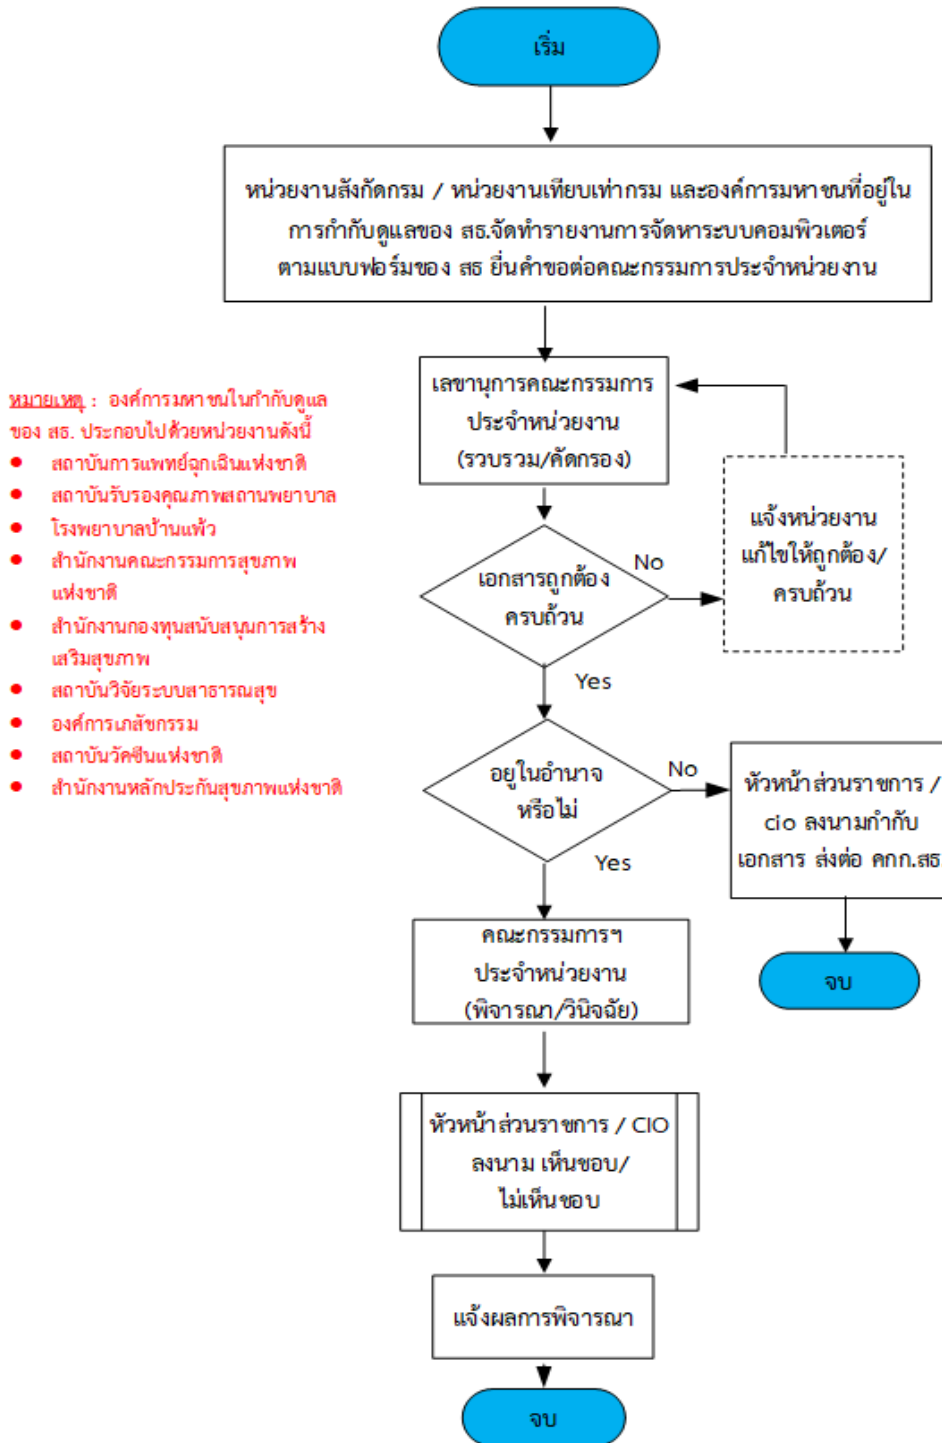 เริ่ม
หน่วยงานสังกัดกรม / หน่วยงานเทียบเท่ากรม และองค์การมหาชนที่อยู่ใน
การกำกับดูแลของ สธ.จัดทำรายงานการจัดหาระบบคอมพิวเตอร์
ตามแบบฟอร์มของ สธ ยื่นคำขอต่อคณะกรรมการประจำหน่วยงาน
เลขานุการคณะกรรมการ
ประจำหน่วยงาน
(รวบรวม/คัดกรอง)
หมายเหตุ : องค์การมหาชนในกำกับดูแล
ของ สธ. ประกอบไปด้วยหน่วยงานดังนี้
● สถาบันการแพทย์ฉุกเฉินแห่งชาติ
● สถาบันรับรองคุณภาพสถานพยาบาล
● โรงพยาบาลบ้านแพ้ว
● สำนักงานคณะกรรมการสุขภาพ
แห่งชาติ
● สำนักงานกองทุนสนับสนุนการสร้าง
เสริมสุขภาพ
● สถาบันวิจัยระบบสาธารณสุข
● องค์การเภสัชกรรม
● สถาบันวัคซีนแห่งชาติ
● สำนักงานหลักประกันสุขภาพแห่งชาติ
เอกสารถูกต้อง
ครบถ้วน
No
แจ้งหน่วยงาน
แก้ไขให้ถูกต้อง/
ครบถ้วน
Yes
อยู่ในอำนาจ
หรือไม่
No
หัวหน้าส่วนราชการ /
cio ลงนามกำกับ
เอกสาร ส่งต่อ คกก.สธ.
จบ
Yes
คณะกรรมการฯ
ประจำหน่วยงาน
(พิจารณา/วินิจฉัย)
หัวหน้าส่วนราชการ / CIO
ลงนาม เห็นชอบ/
ไม่เห็นชอบ
แจ้งผลการพิจารณา
จบ